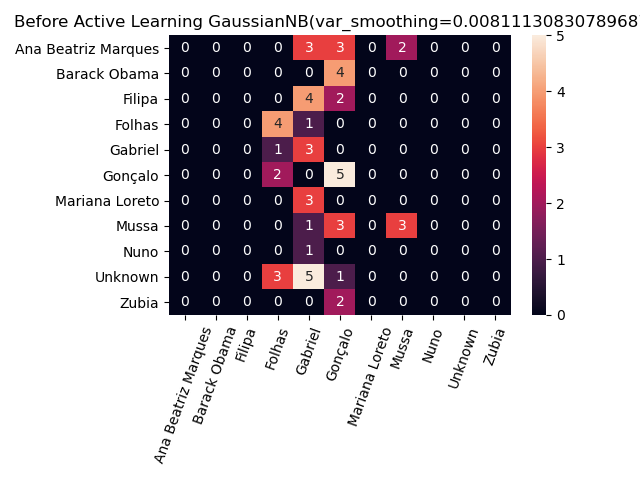 Before Active Learning GaussianNB(var_smoothing=0.0081113083078968
Ana Beatriz Marques 0 0 0 0 3 3 0 2 0 0 0
Barack Obama 0 0 0 0 0 4 0 0 0 0 0
Filipa 0 0 0 0 4 2 0 0 0 0 0
Folhas 0 0 0 4 1 0 0 0 0 0 0
Gabriel 0 0 0 1 3 0 0 0 0 0 0
Gonçalo 0 0 0 2 0 5 0 0 0 0 0
Mariana Loreto 0 0 0 0 3 0 0 0 0 0 0
Mussa 0 0 0 0 1 3 0 3 0 0 0
Nuno 0 0 0 0 1 0 0 0 0 0 0
Unknown 0 0 0 3 5 1 0 0 0 0 0
Zubia 0 0 0 0 0 2 0 0 0 0 0
Ana Beatriz Marques
Barack Obama
Filipa
Folhas
Gabriel
Gonçalo
Mariana Loreto
Mussa
Nuno
Unknown
Zubia
5
4
3
2
1
0